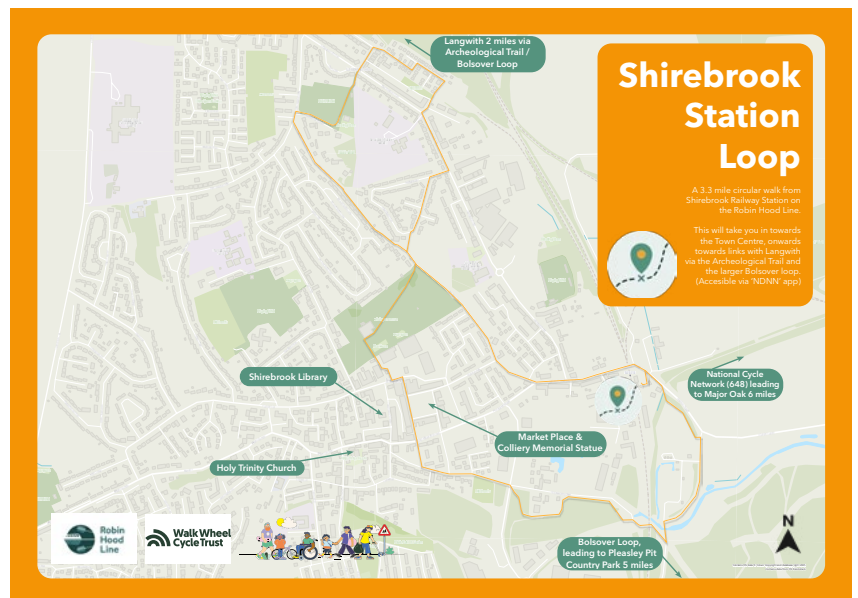 Langwith 2 miles via
Archeological Trail /
Bolsover Loop
Shirebrook
Station
Loop
A 3.3 mile circular walk from
Shirebrook Railway Station on
the Robin Hood Line.
This will take you in towards
the Town Centre, onwards
towards links with Langwith
via the Archeological Trail and
the larger Bolsover loop.
(Accesible via 'NDNN' app)
Shirebrook Library
National Cycle
Network (648) leading
to Major Oak 6 miles
Market Place &
Colliery Memorial Statue
Holy Trinity Church
Robin
Hood
Line
Walk Wheel
Cycle Trust
Bolsover Loop,
leading to Pleasley Pit
Country Park 5 miles
N